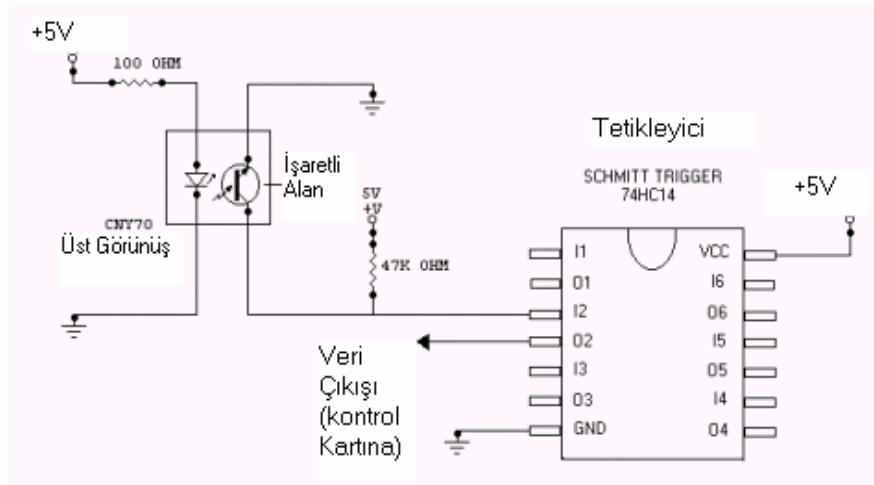 +5V
100 OHM
İşaretli
Alan
CNY70
Üst Görünüş
5V
+V
47K OHM
Veri
Çıkışı
(kontrol
Kartına)
Tetikleyici
SCHMITT TRIGGER
74HC14
+5V
I1
O1
I2
O2
I3
O3
GND
VCC
I6
O6
I5
O5
I4
O4